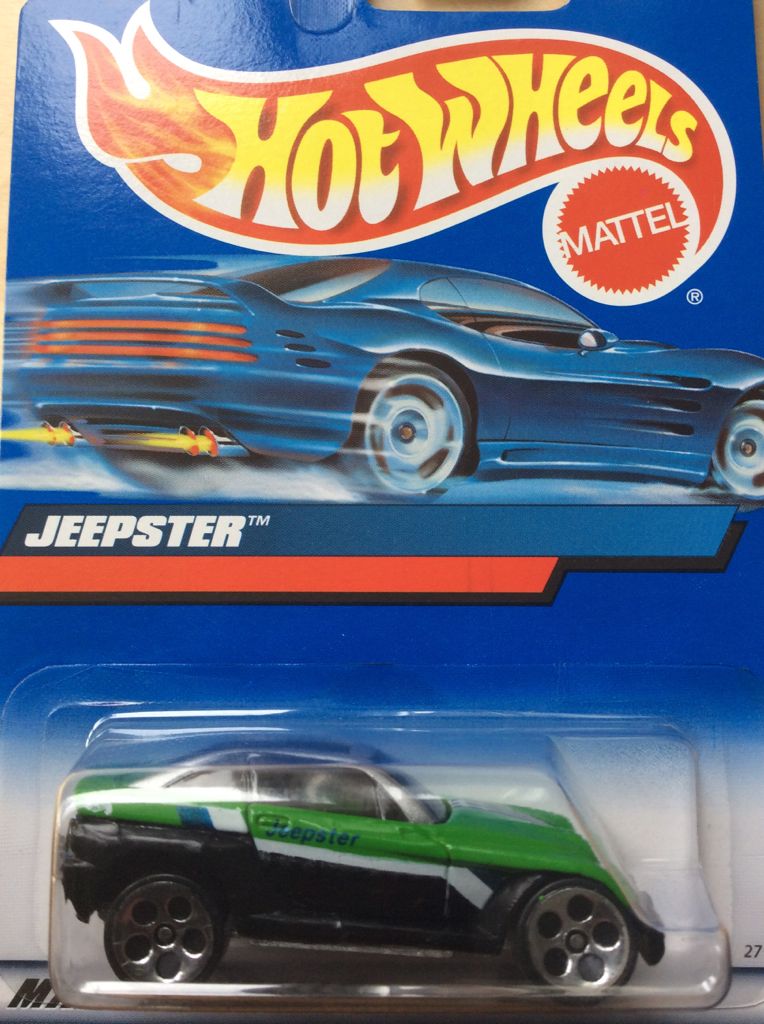 Hot Wheels
MATTEL
®
JEEPSTER™
Jeepster
27